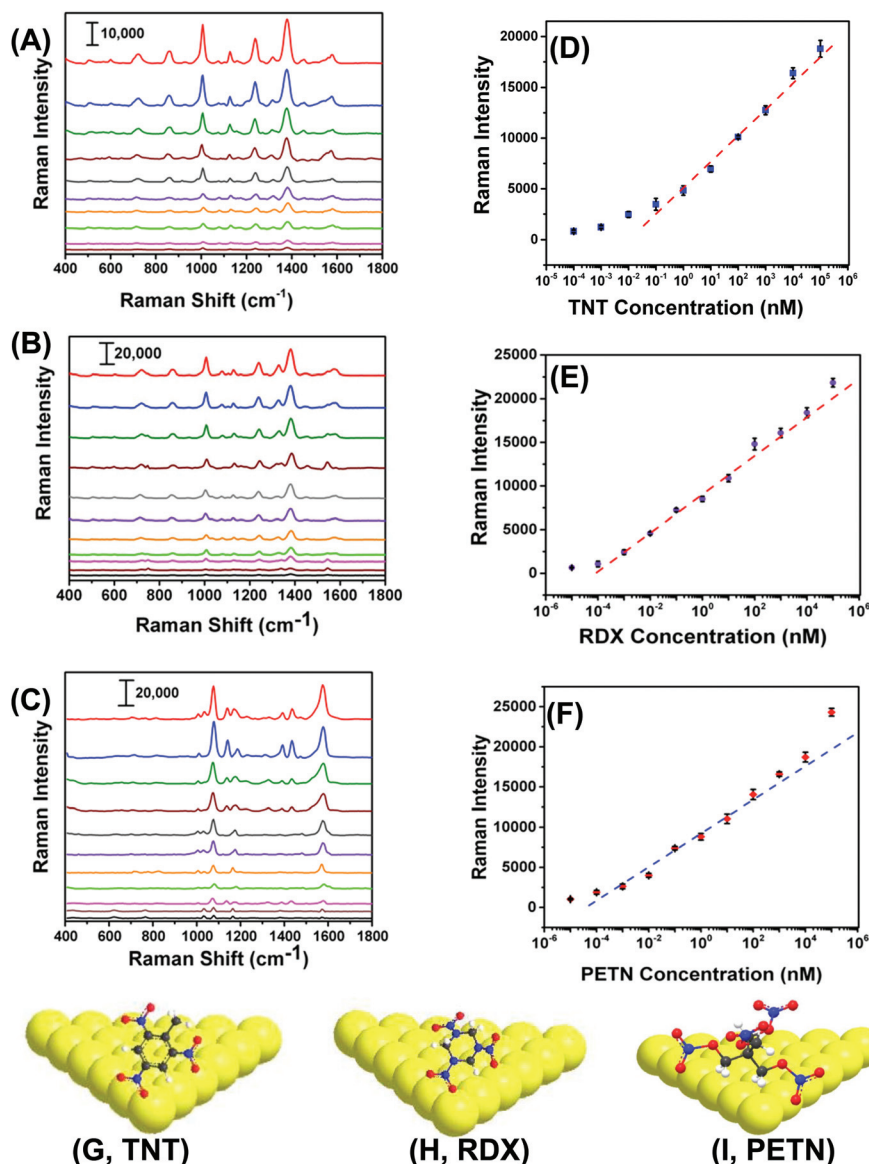 (A)
10,000
Raman Intensity
400 600 800 1000 1200 1400 1600 1800
Raman Shift (cm⁻¹)
(D)
20000
15000
10000
5000
0
Raman Intensity
10⁻⁵ 10⁻⁴ 10⁻³ 10⁻² 10⁻¹ 10⁰ 10¹ 10² 10³ 10⁴ 10⁵ 10⁶
TNT Concentration (nM)
(B)
20,000
Raman Intensity
400 600 800 1000 1200 1400 1600 1800
Raman Shift (cm⁻¹)
(E)
25000
20000
15000
10000
5000
0
Raman Intensity
10⁻⁶ 10⁻⁴ 10⁻² 10⁰ 10² 10⁴ 10⁶
RDX Concentration (nM)
(C)
20,000
Raman Intensity
400 600 800 1000 1200 1400 1600 1800
Raman Shift (cm⁻¹)
(F)
25000
20000
15000
10000
5000
0
Raman Intensity
10⁻⁶ 10⁻⁴ 10⁻² 10⁰ 10² 10⁴ 10⁶
PETN Concentration (nM)
(G, TNT)
(H, RDX)
(I, PETN)